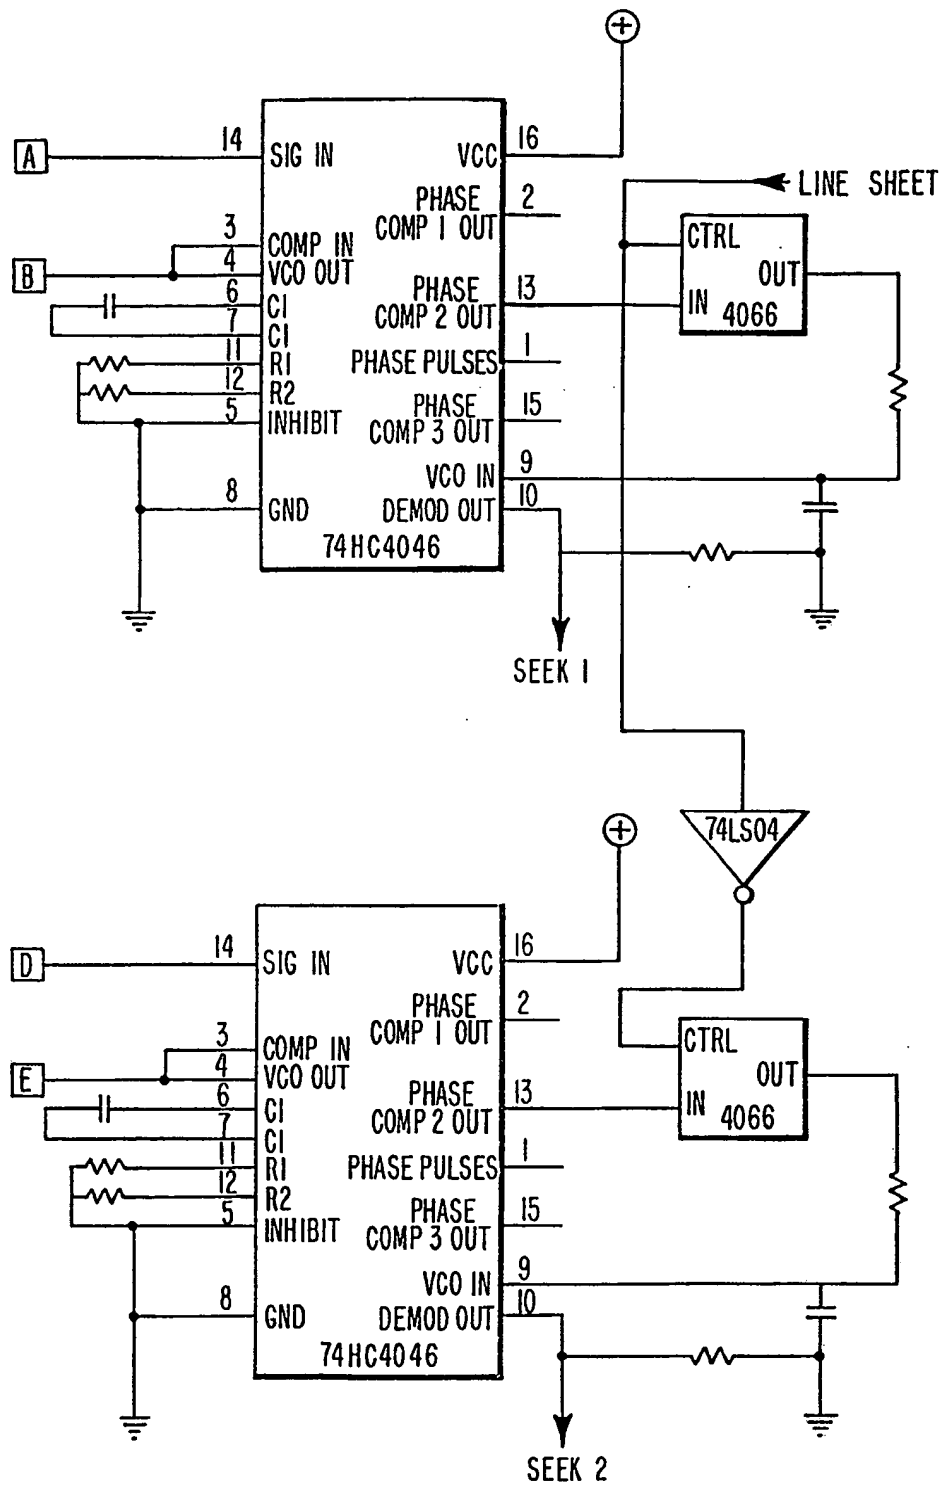 +
A
14
SIG IN
VCC
16
LINE SHEET
PHASE
COMP 1 OUT
2
CTRL
OUT
IN
4066
B
3
COMP IN
4
VCO OUT
6
C1
7
C1
11
R1
12
R2
5
INHIBIT
8
GND
PHASE
COMP 2 OUT
13
PHASE PULSES
1
PHASE
COMP 3 OUT
15
VCO IN
9
DEMOD OUT
10
74HC4046
SEEK 1
74LS04
+
D
14
SIG IN
VCC
16
PHASE
COMP 1 OUT
2
CTRL
OUT
IN
4066
E
3
COMP IN
4
VCO OUT
6
C1
7
C1
11
R1
12
R2
5
INHIBIT
8
GND
PHASE
COMP 2 OUT
13
PHASE PULSES
1
PHASE
COMP 3 OUT
15
VCO IN
9
DEMOD OUT
10
74HC4046
SEEK 2